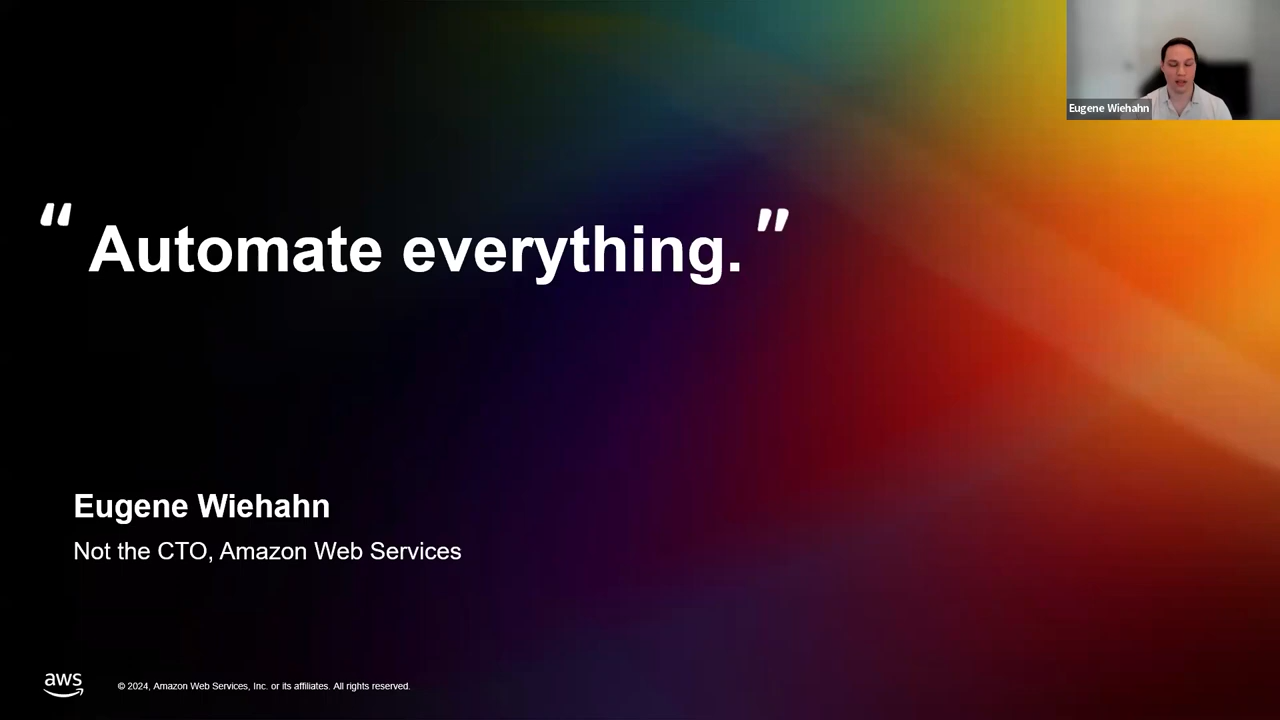 Eugene Wiehahn
“Automate everything.”
Eugene Wiehahn
Not the CTO, Amazon Web Services
aws
© 2024, Amazon Web Services, Inc. or its affiliates. All rights reserved.